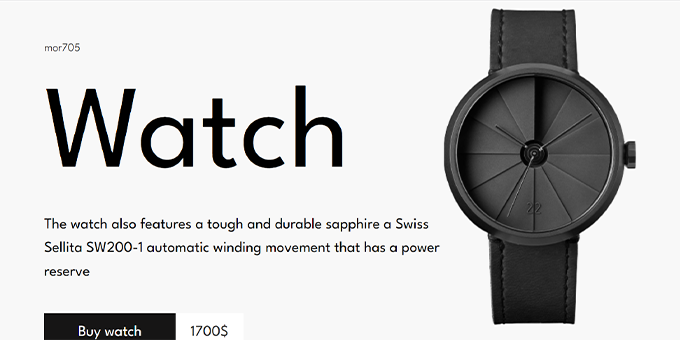 mor705
Watch
The watch also features a tough and durable sapphire a Swiss
Sellita SW200-1 automatic winding movement that has a power
reserve
Buy watch
1700$
22